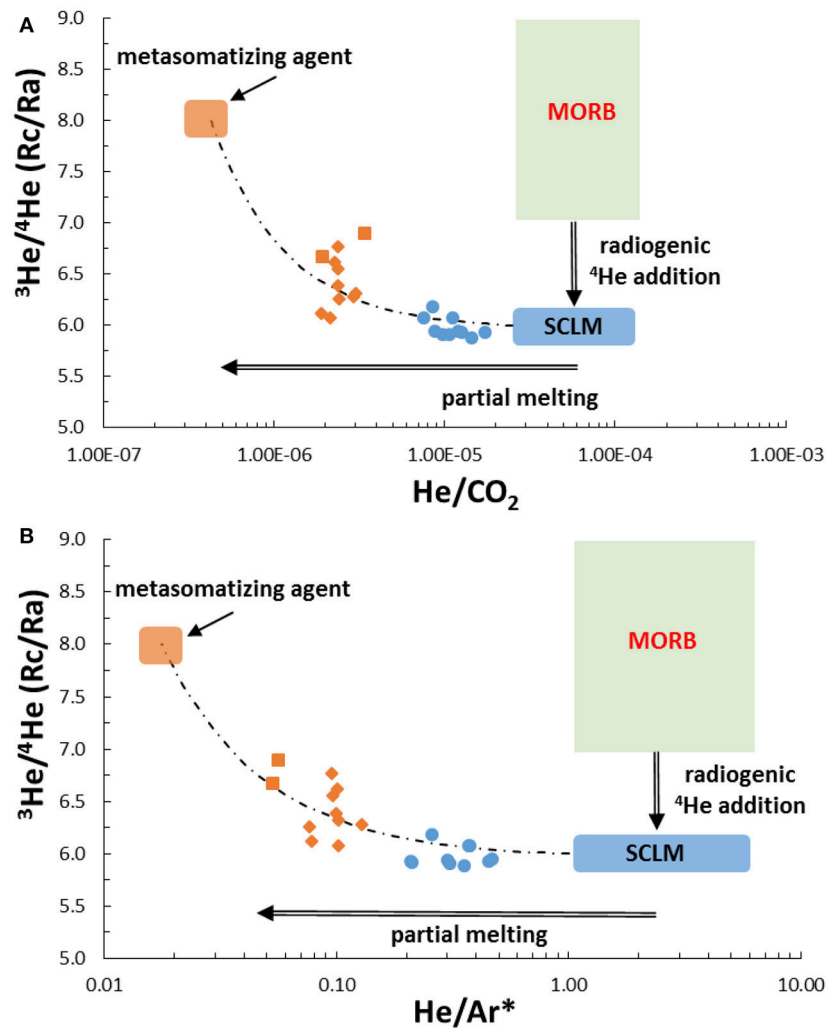 A
9.0
8.5
8.0
7.5
7.0
6.5
6.0
5.5
5.0
³He/⁴He (Rc/Ra)
metasomatizing agent
MORB
radiogenic
⁴He addition
SCLM
partial melting
1.00E-07 1.00E-06 1.00E-05 1.00E-04 1.00E-03
He/CO₂
B
9.0
8.5
8.0
7.5
7.0
6.5
6.0
5.5
5.0
³He/⁴He (Rc/Ra)
metasomatizing agent
MORB
radiogenic
⁴He addition
SCLM
partial melting
0.01 0.10 1.00 10.00
He/Ar*